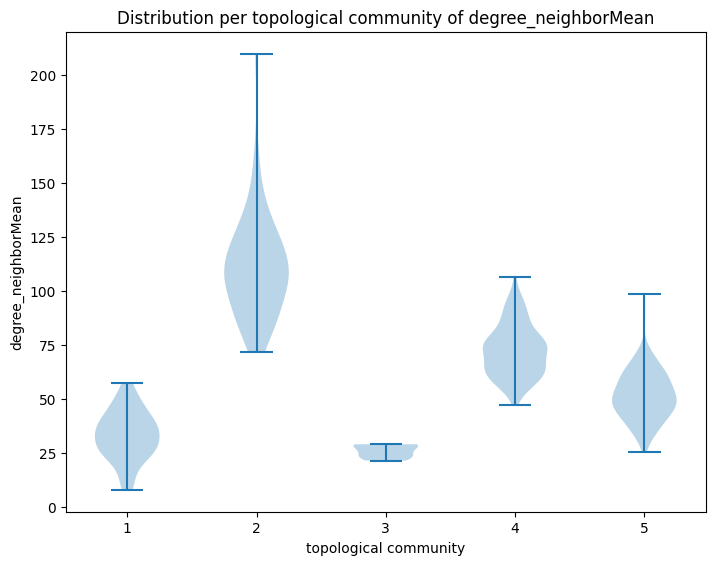 Distribution per topological community of degree_neighborMean
degree_neighborMean
200
175
150
125
100
75
50
25
0
1 2 3 4 5
topological community